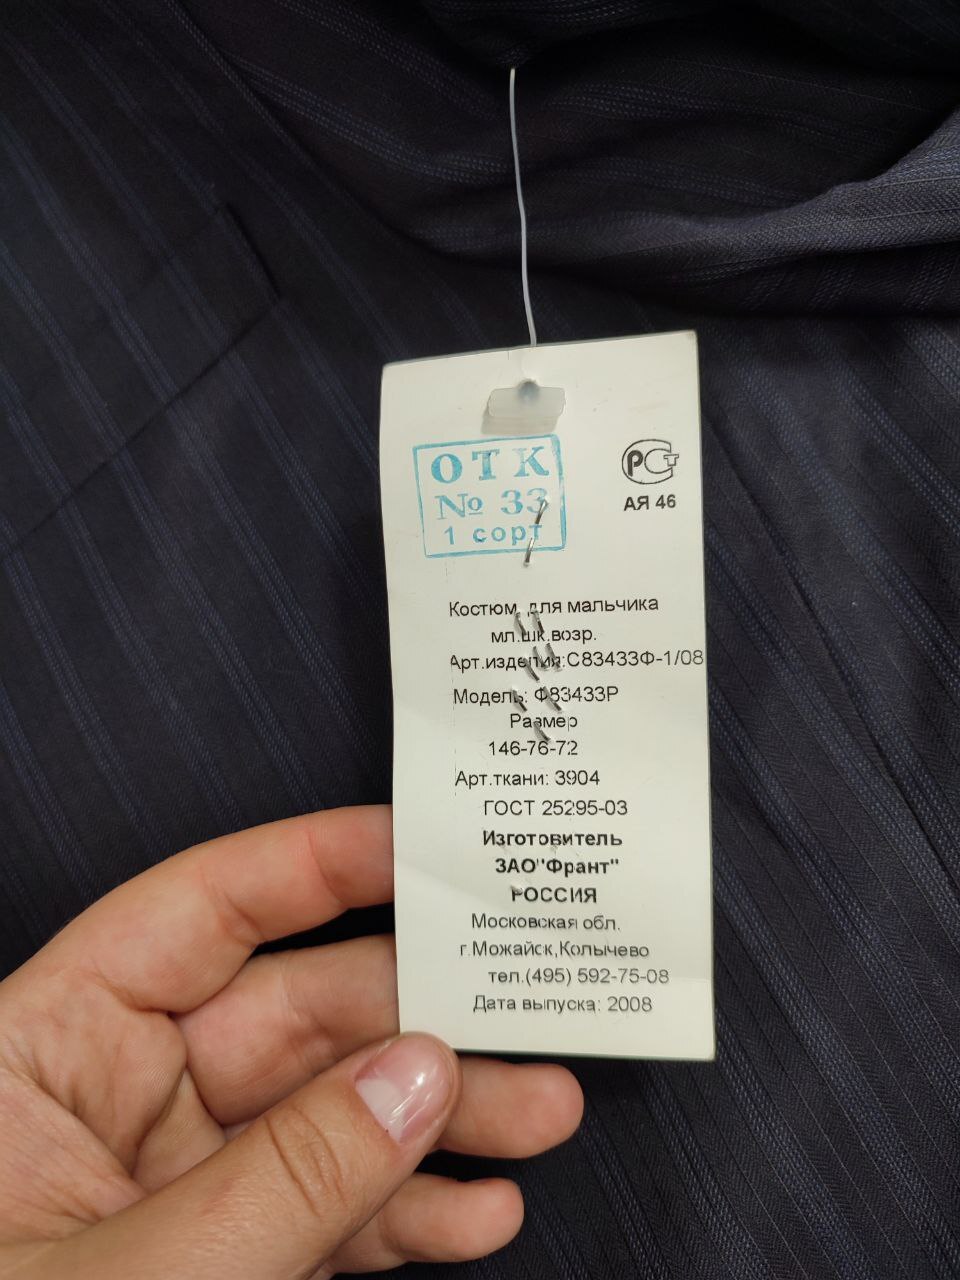 ОТК
№ 33
1 сорт
РСТ
АЯ 46
Костюм для мальчика
мл.шк.возр.
Арт.изделия:С83433Ф-1/08
Модель: Ф83433Р
Размер
146-76-72
Арт.ткани: 3904
ГОСТ 25295-03
Изготовитель
ЗАО"Франт"
РОССИЯ
Московская обл.
г.Можайск,Колычево
тел.(495) 592-75-08
Дата выпуска: 2008